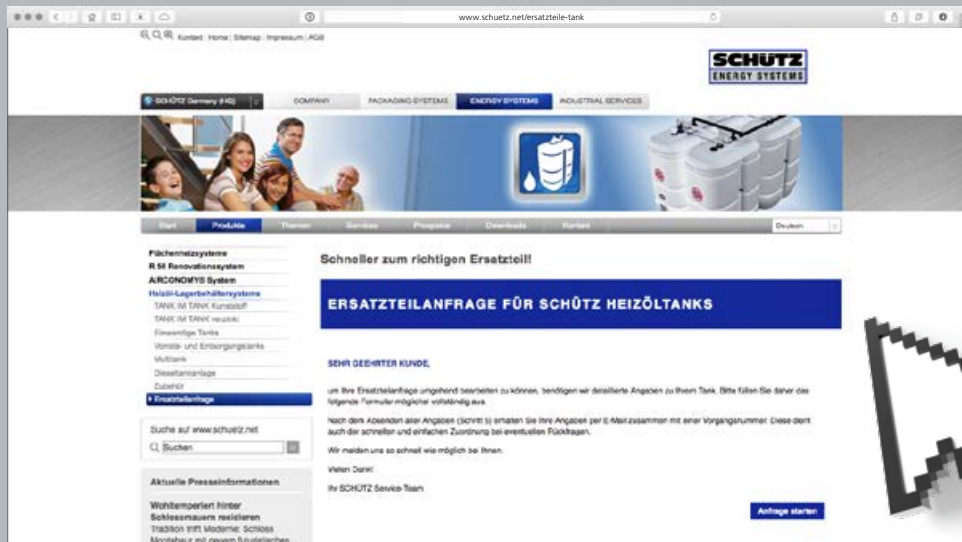 www.schuetz.net/ersatzteile-tank
Kontakt | Home | Sitemap | Impressum | AGB
SCHÜTZ
ENERGY SYSTEMS
SCHÜTZ Germany (HQ)
COMPANY
PACKAGING SYSTEMS
ENERGY SYSTEMS
INDUSTRIAL SERVICES
Start
Produkte
Themen
Services
Prospekte
Downloads
Kontakt
Deutsch
Flächenheizsysteme
R 50 Renovationssystem
AIRCONOMY® System
Heizöl-Lagerbehältersysteme
TANK IM TANK Kunststoff
TANK IM TANK verzinkt
Einwandige Tanks
Vorrats- und Entsorgungstanks
Multitank
Dieseltankanlage
Zubehör
Ersatzteilanfrage
Suche auf www.schuetz.net
Suchen
Aktuelle Presseinformationen
Wohltemperiert hinter
Schlossmauern residieren
Tradition trifft Moderne: Schloss
Montabaur mit neuem futuristischen
Schneller zum richtigen Ersatzteil!
ERSATZTEILANFRAGE FÜR SCHÜTZ HEIZÖLTANKS
SEHR GEEHRTER KUNDE,
um Ihre Ersatzteilanfrage umgehend bearbeiten zu können, benötigen wir detaillierte Angaben zu Ihrem Tank. Bitte füllen Sie daher das
folgende Formular möglichst vollständig aus.
Nach dem Absenden aller Angaben (Schritt 5) erhalten Sie Ihre Angaben per E-Mail zusammen mit einer Vorgangsnummer. Diese dient
auch der schnellen und einfachen Zuordnung bei eventuellen Rückfragen.
Wir melden uns so schnell wie möglich bei Ihnen.
Vielen Dank!
Ihr SCHÜTZ Service-Team
Anfrage starten